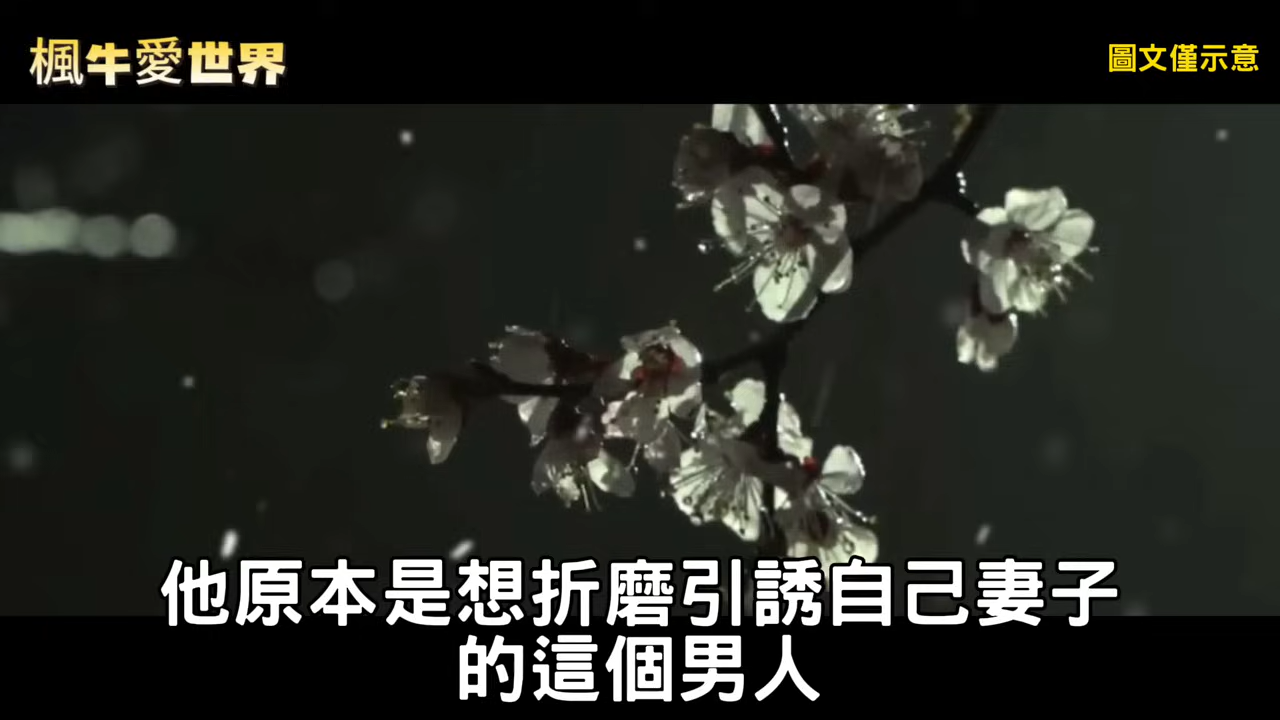 楓牛愛世界
圖文僅示意
他原本是想折磨引誘自己妻子
的這個男人